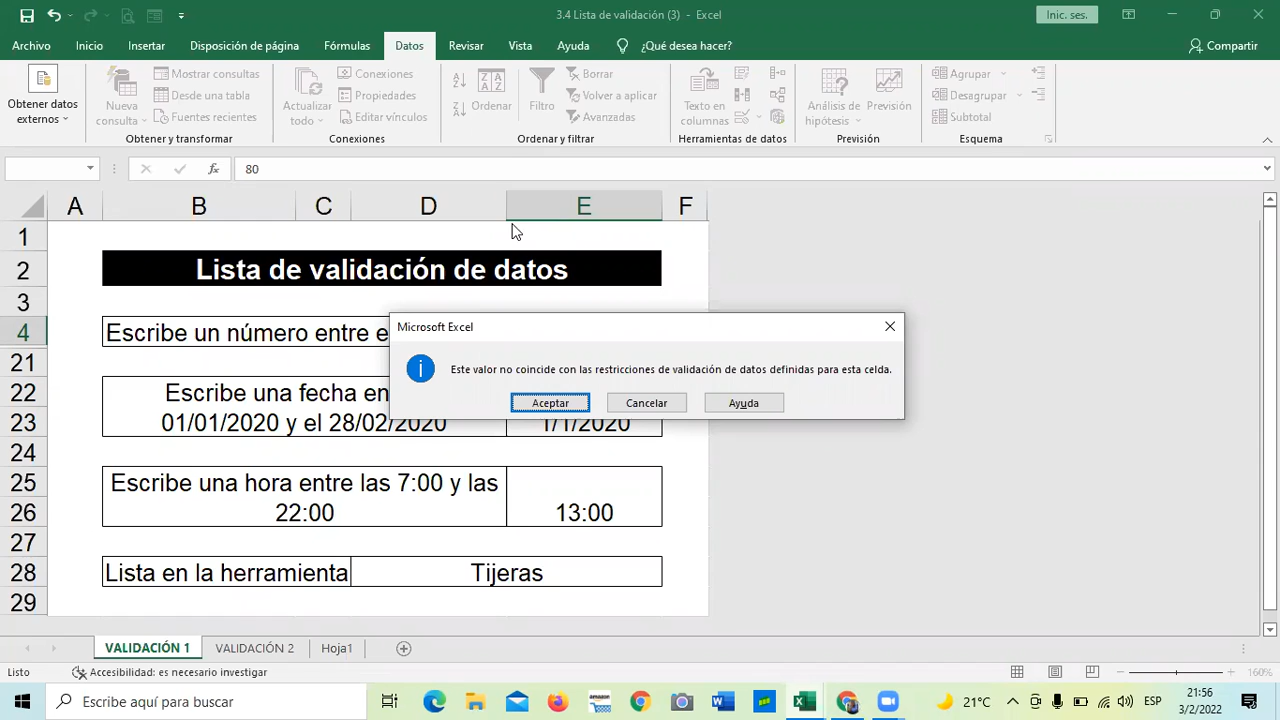 3.4 Lista de validación (3) - Excel
Inic. ses.
Archivo Inicio Insertar Disposición de página Fórmulas Datos Revisar Vista Ayuda ¿Qué desea hacer? Compartir
Obtener datos externos
Nueva consulta
Mostrar consultas
Desde una tabla
Fuentes recientes
Obtener y transformar
Actualizar todo
Conexiones
Propiedades
Editar vínculos
Conexiones
Ordenar
Filtro
Borrar
Volver a aplicar
Avanzadas
Ordenar y filtrar
Texto en columnas
Herramientas de datos
Análisis de hipótesis
Previsión
Previsión
Agrupar
Desagrupar
Subtotal
Esquema
fx 80
A B C D E F
1
2 Lista de validación de datos
3
4 Escribe un número entre e
21
22 Escribe una fecha en
23 01/01/2020 y el 28/02/2020 1/1/2020
24
25 Escribe una hora entre las 7:00 y las
26 22:00 13:00
27
28 Lista en la herramienta Tijeras
29
Microsoft Excel
Este valor no coincide con las restricciones de validación de datos definidas para esta celda.
Aceptar Cancelar Ayuda
VALIDACIÓN 1 VALIDACIÓN 2 Hoja1
Listo Accesibilidad: es necesario investigar 160%
Escribe aquí para buscar
21°C
ESP
21:56
3/2/2022